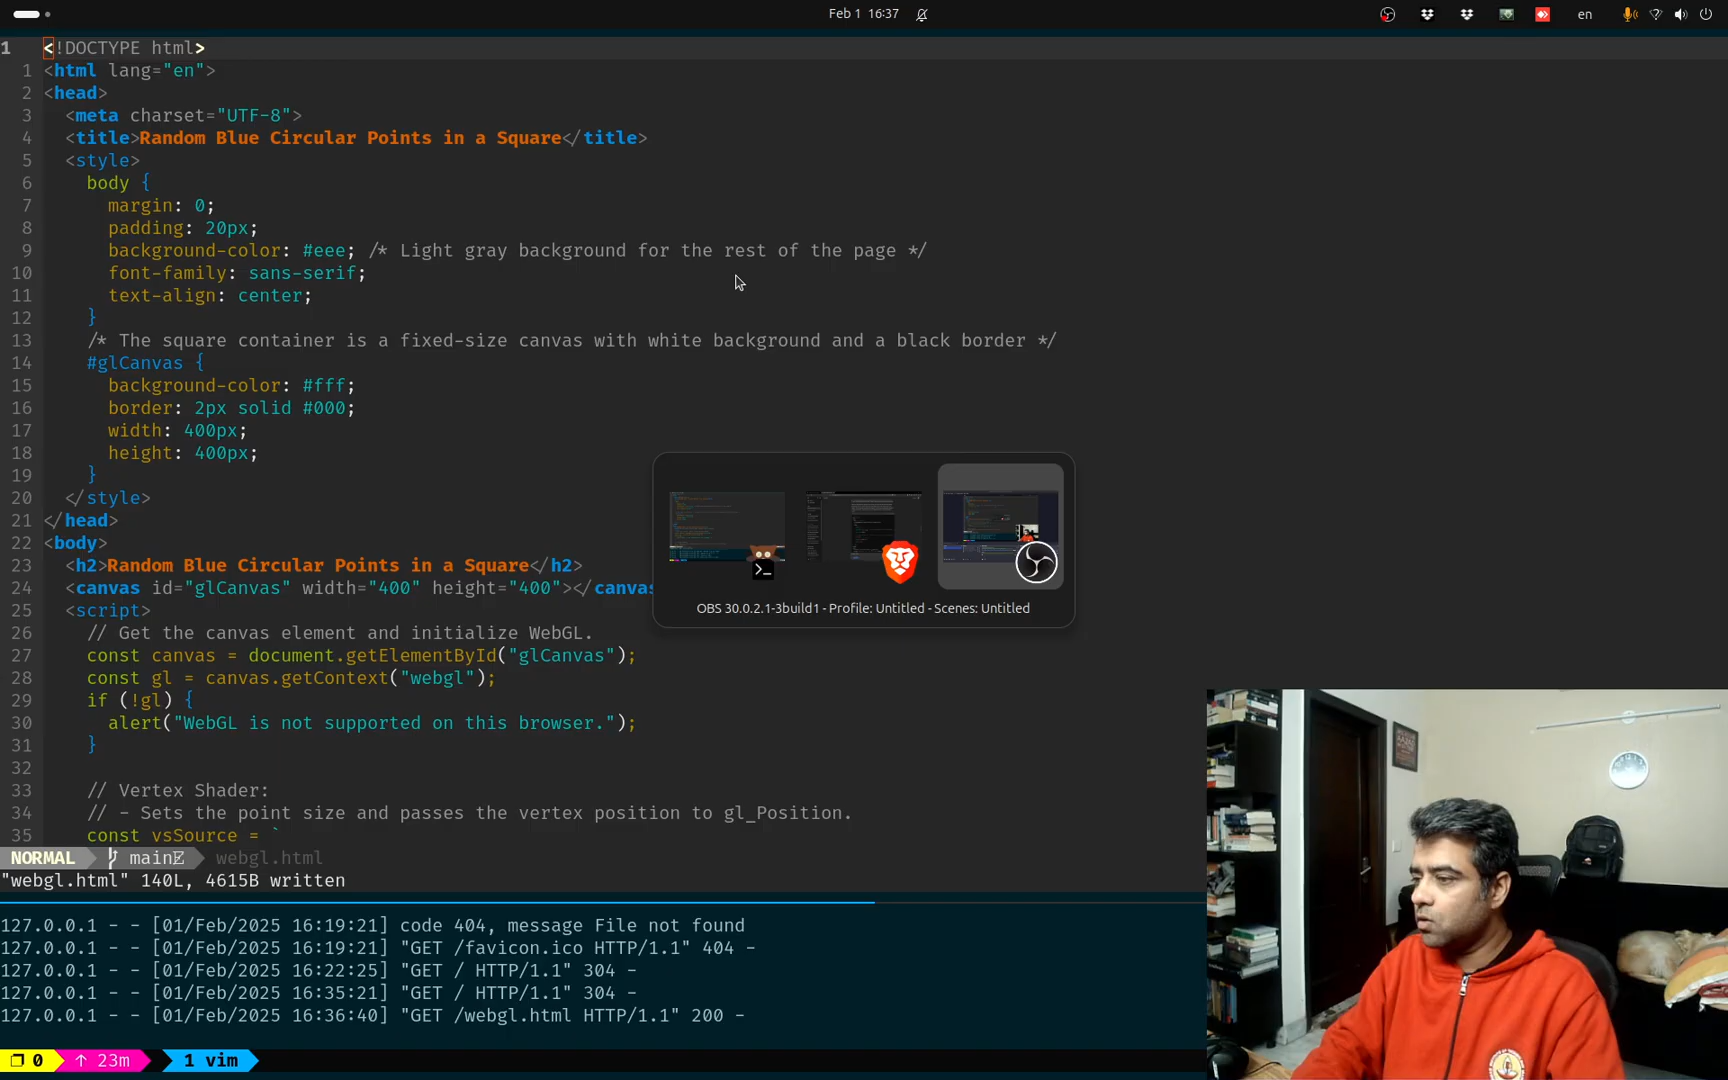 Feb 1 16:37
en
1 <!DOCTYPE html>
1 <html lang="en">
2 <head>
3 <meta charset="UTF-8">
4 <title>Random Blue Circular Points in a Square</title>
5 <style>
6 body {
7 margin: 0;
8 padding: 20px;
9 background-color: #eee; /* Light gray background for the rest of the page */
10 font-family: sans-serif;
11 text-align: center;
12 }
13 /* The square container is a fixed-size canvas with white background and a black border */
14 #glCanvas {
15 background-color: #fff;
16 border: 2px solid #000;
17 width: 400px;
18 height: 400px;
19 }
20 </style>
21 </head>
22 <body>
23 <h2>Random Blue Circular Points in a Square</h2>
24 <canvas id="glCanvas" width="400" height="400"></canvas
25 <script>
26 // Get the canvas element and initialize WebGL.
27 const canvas = document.getElementById("glCanvas");
28 const gl = canvas.getContext("webgl");
29 if (!gl) {
30 alert("WebGL is not supported on this browser.");
31 }
32
33 // Vertex Shader:
34 // - Sets the point size and passes the vertex position to gl_Position.
35 const vsSource = `
OBS 30.0.2.1-3build1 - Profile: Untitled - Scenes: Untitled
NORMAL main webgl.html
"webgl.html" 140L, 4615B written
127.0.0.1 - - [01/Feb/2025 16:19:21] code 404, message File not found
127.0.0.1 - - [01/Feb/2025 16:19:21] "GET /favicon.ico HTTP/1.1" 404 -
127.0.0.1 - - [01/Feb/2025 16:22:25] "GET / HTTP/1.1" 304 -
127.0.0.1 - - [01/Feb/2025 16:35:21] "GET / HTTP/1.1" 304 -
127.0.0.1 - - [01/Feb/2025 16:36:40] "GET /webgl.html HTTP/1.1" 200 -
0 ↑ 23m 1 vim